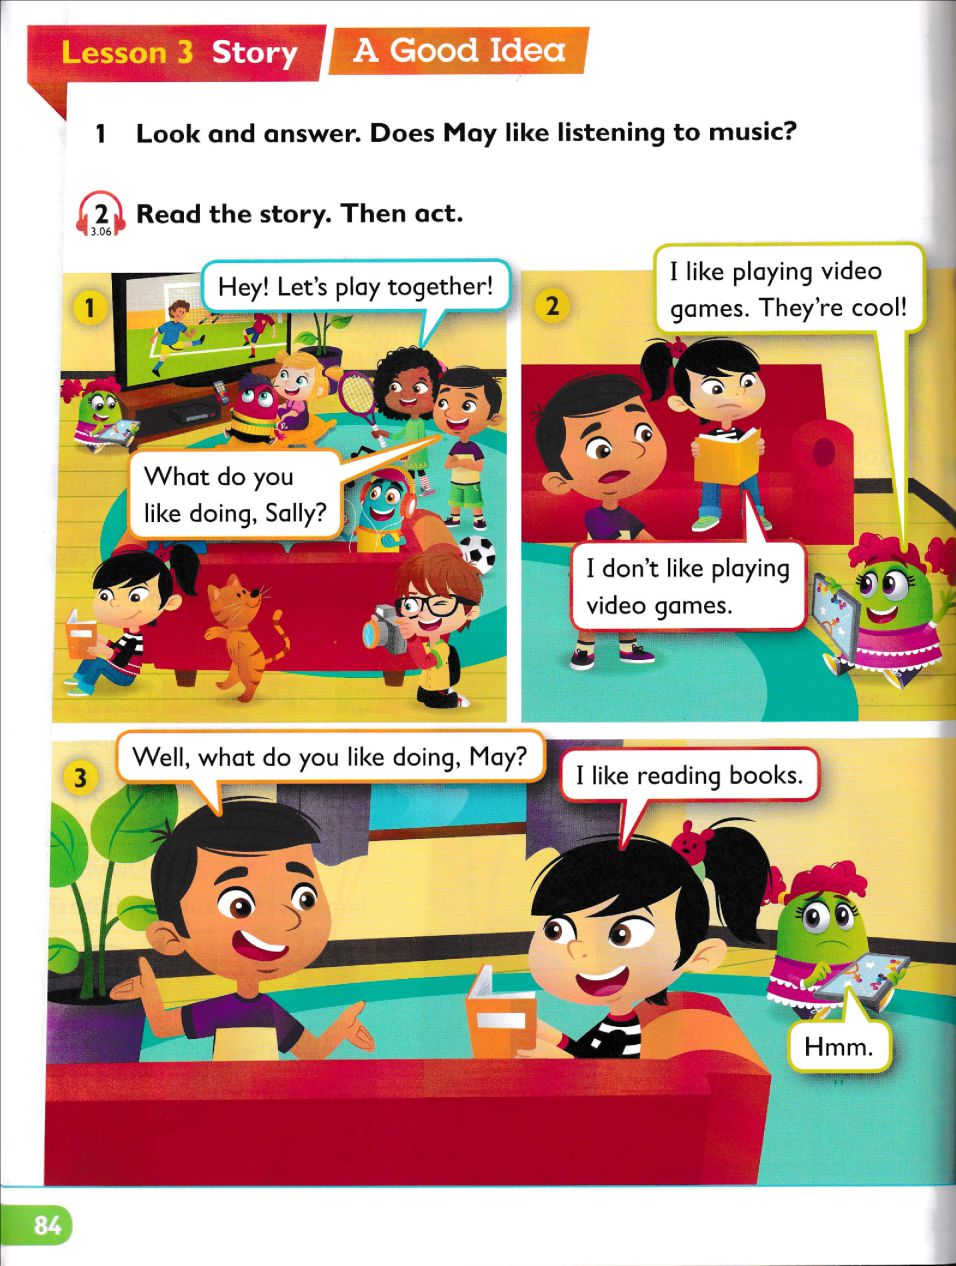 Lesson 3 Story
A Good Idea
1 Look and answer. Does May like listening to music?
2 Read the story. Then act.
3.06
1
Hey! Let's play together!
What do you
like doing, Sally?
2
I like playing video
games. They're cool!
I don't like playing
video games.
3
Well, what do you like doing, May?
I like reading books.
Hmm.
84